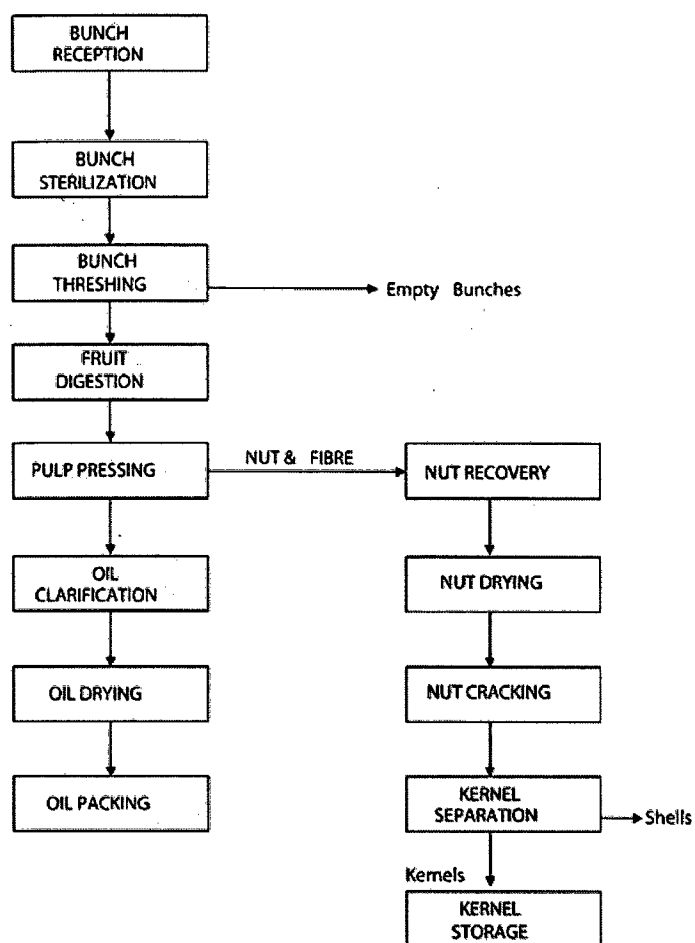 BUNCH
RECEPTION
BUNCH
STERILIZATION
BUNCH
THRESHING
Empty Bunches
FRUIT
DIGESTION
PULP PRESSING
NUT & FIBRE
NUT RECOVERY
OIL
CLARIFICATION
NUT DRYING
OIL DRYING
NUT CRACKING
OIL PACKING
KERNEL
SEPARATION
Shells
Kernels
KERNEL
STORAGE